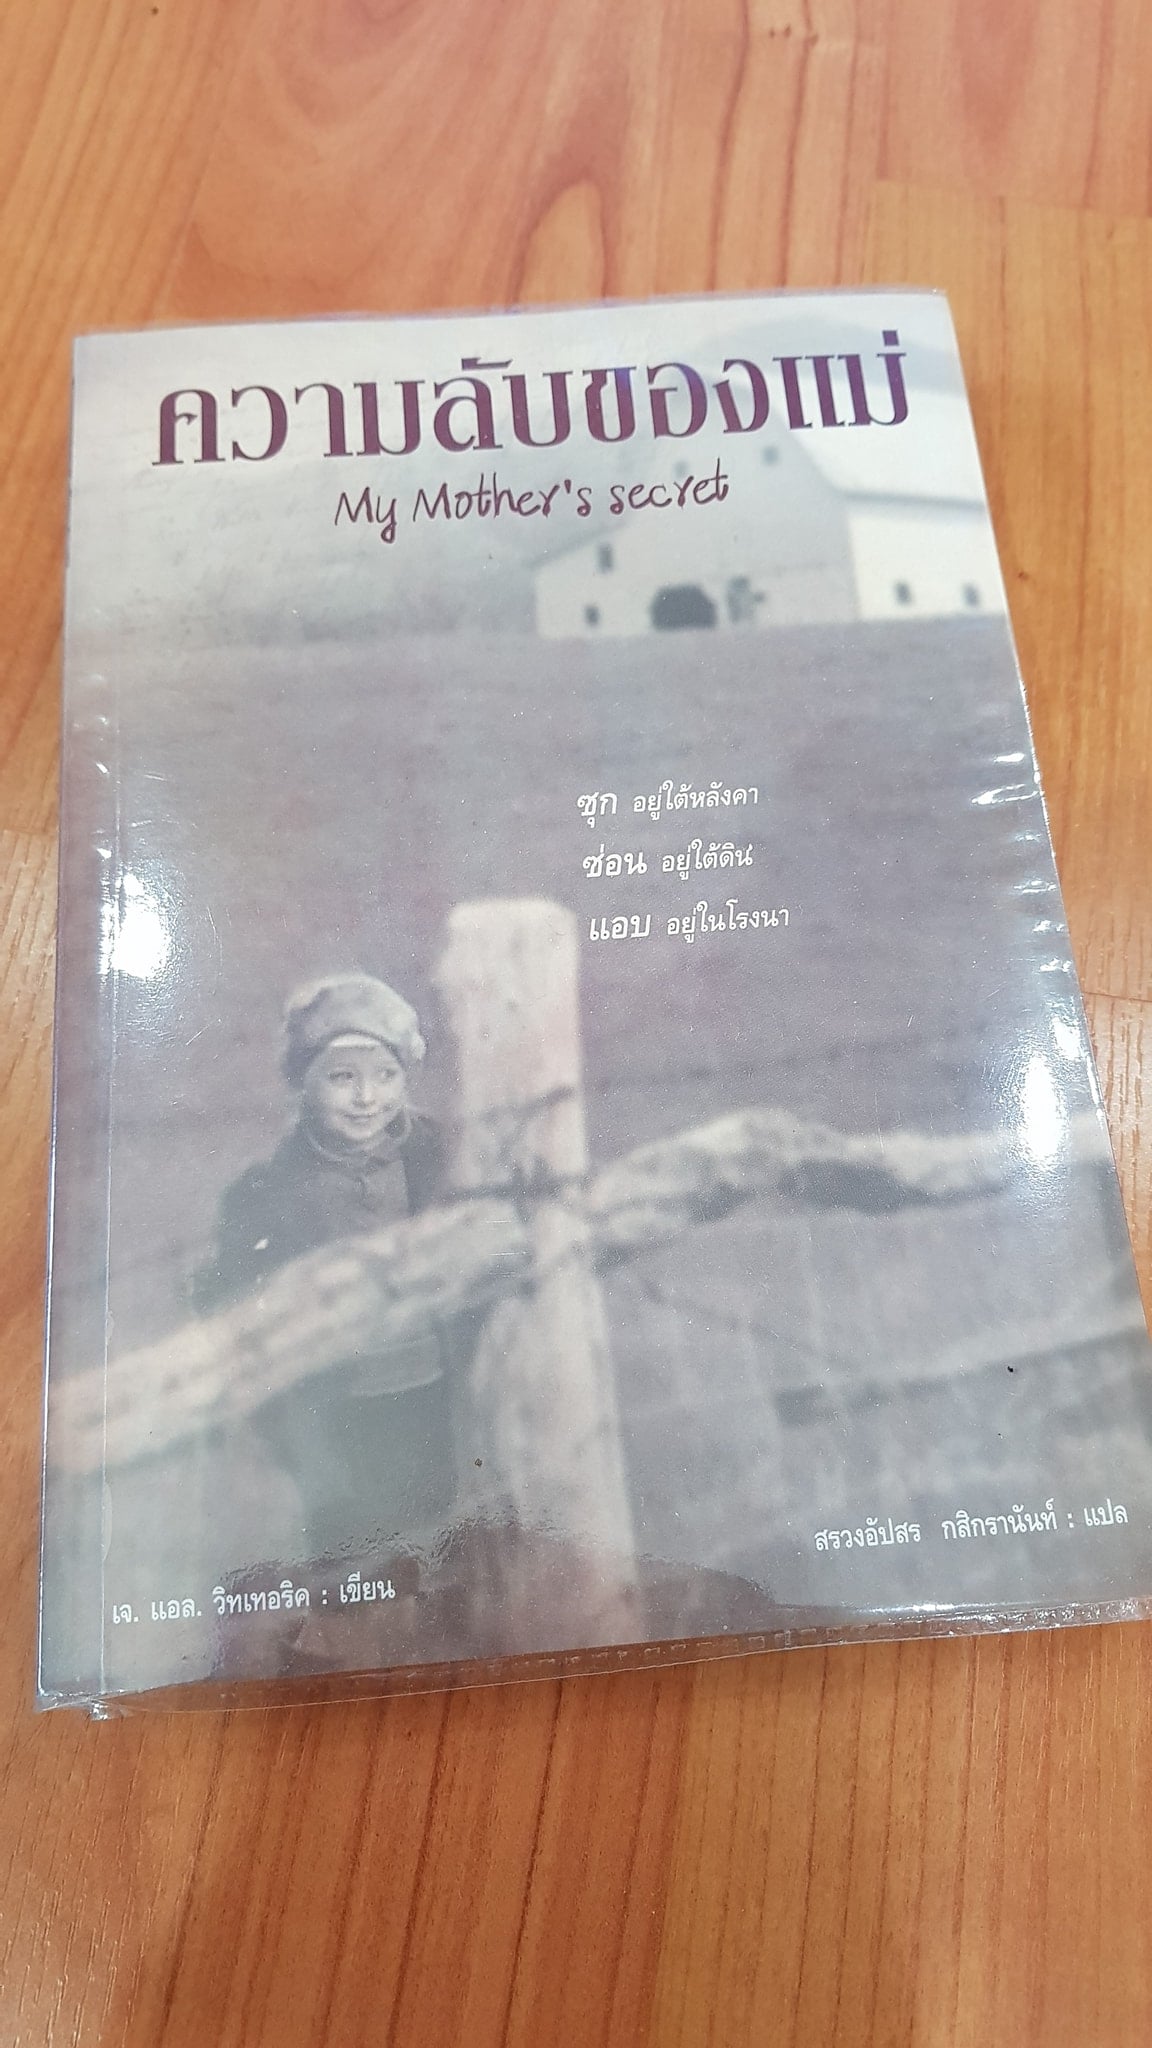 ความลับของแม่
My Mother's secret
ซุก อยู่ใต้หลังคา
ซ่อน อยู่ใต้ดิน
แอบ อยู่ในโรงนา
สรวงอัปสร กสิกรานันท์ : แปล
เจ. แอล. วิทเทอริค : เขียน